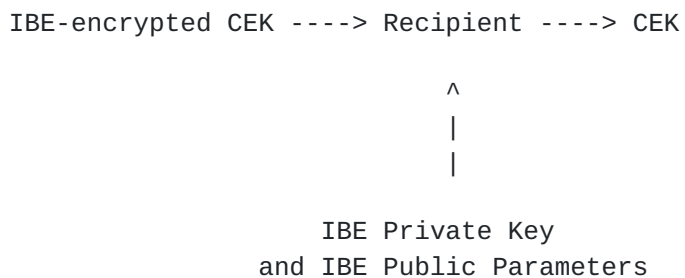 IBE-encrypted CEK ----> Recipient ----> CEK
^
|
|
IBE Private Key
and IBE Public Parameters